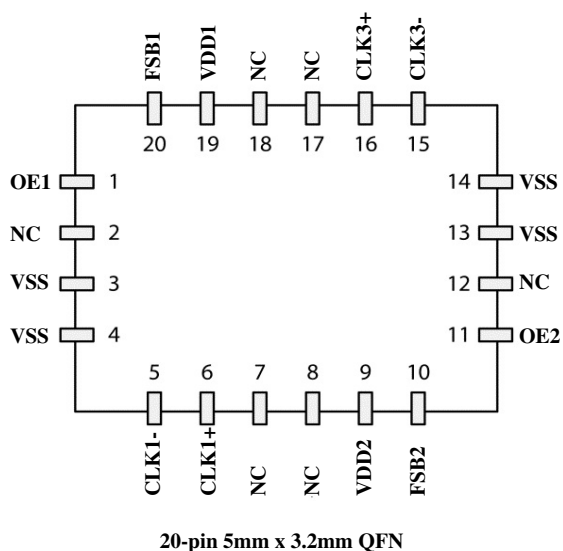 FSB1 VDD1 NC NC CLK3+ CLK3-
20 19 18 17 16 15
OE1 1 14 VSS
NC 2 13 VSS
VSS 3 12 NC
VSS 4 11 OE2
5 6 7 8 9 10
CLK1- CLK1+ NC NC VDD2 FSB2
20-pin 5mm x 3.2mm QFN